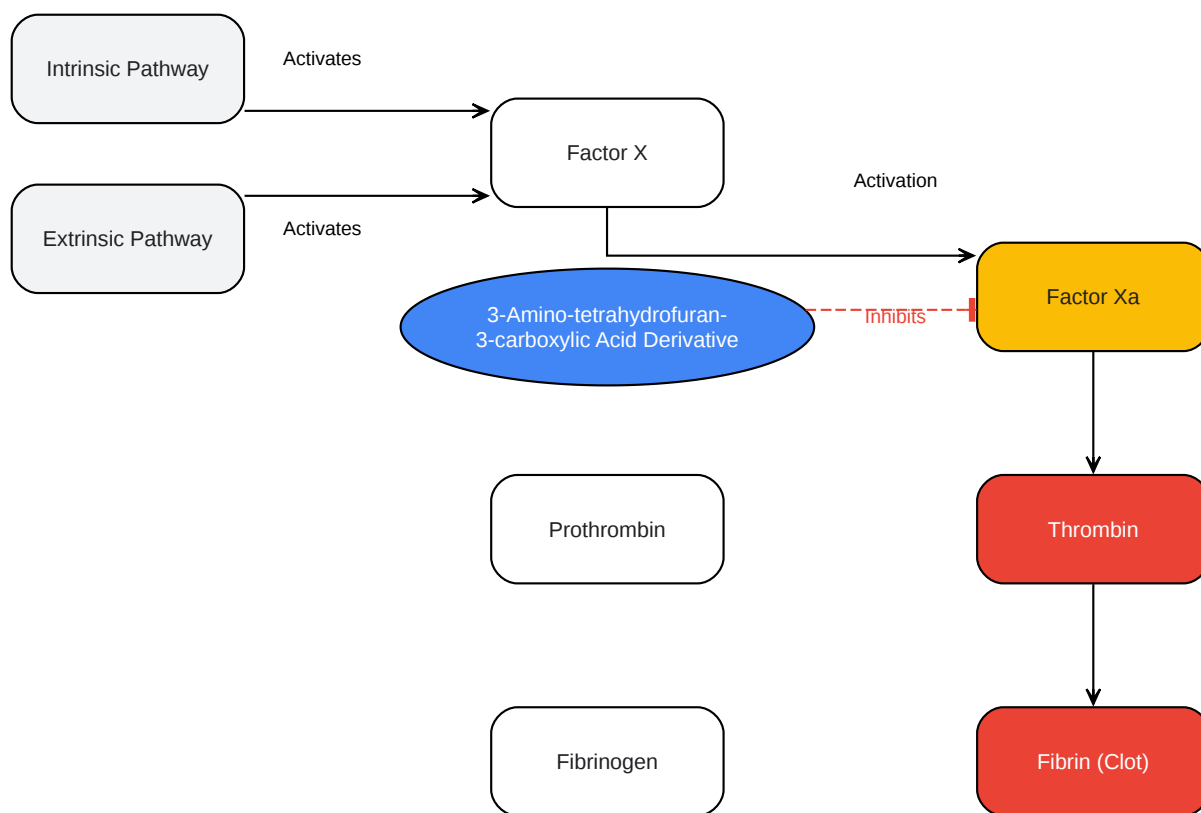 Intrinsic Pathway
Activates
Factor X
Activation
Extrinsic Pathway
Activates
Factor Xa
3-Amino-tetrahydrofuran-
3-carboxylic Acid Derivative
Inhibits
Prothrombin
Thrombin
Fibrinogen
Fibrin (Clot)